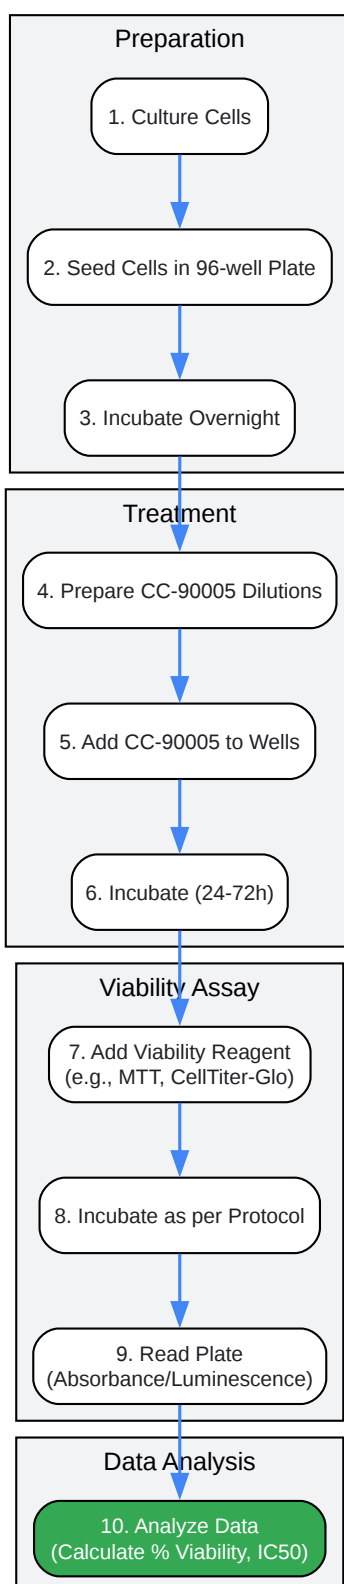 Preparation
1. Culture Cells
2. Seed Cells in 96-well Plate
3. Incubate Overnight
Treatment
4. Prepare CC-90005 Dilutions
5. Add CC-90005 to Wells
6. Incubate (24-72h)
Viability Assay
7. Add Viability Reagent
(e.g., MTT, CellTiter-Glo)
8. Incubate as per Protocol
9. Read Plate
(Absorbance/Luminescence)
Data Analysis
10. Analyze Data
(Calculate % Viability, IC50)